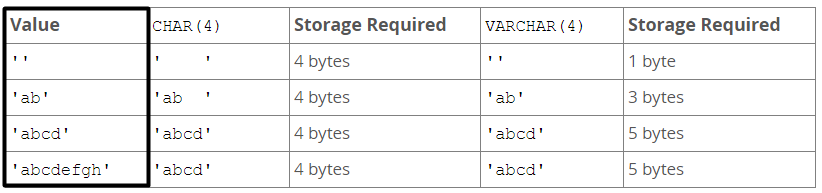 Value CHAR(4) Storage Required VARCHAR(4) Storage Required
'' '    ' 4 bytes '' 1 byte
'ab' 'ab  ' 4 bytes 'ab' 3 bytes
'abcd' 'abcd' 4 bytes 'abcd' 5 bytes
'abcdefgh' 'abcd' 4 bytes 'abcd' 5 bytes